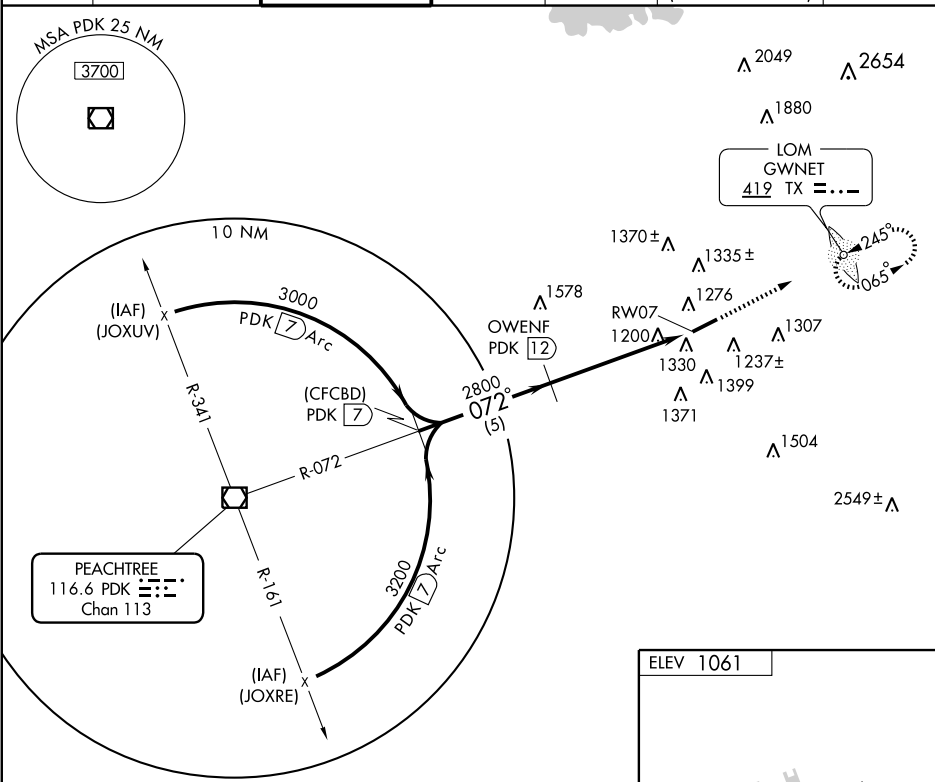 MSA PDK 25 NM
3700
2049
2654
1880
LOM
GWNET
419 TX
245°
065°
10 NM
1370±
1335±
1578
1276
RW07
1200
1307
1330
1237±
1399
1371
1504
2549±
OWENF
PDK 12
(IAF)
(JOXUV)
3000
PDK 7 Arc
(CFCBD)
PDK 7
2800
072°
(5)
R-341
R-072
R-161
PEACHTREE
116.6 PDK
Chan 113
3200
PDK 7 Arc
(IAF)
(JOXRE)
ELEV 1061